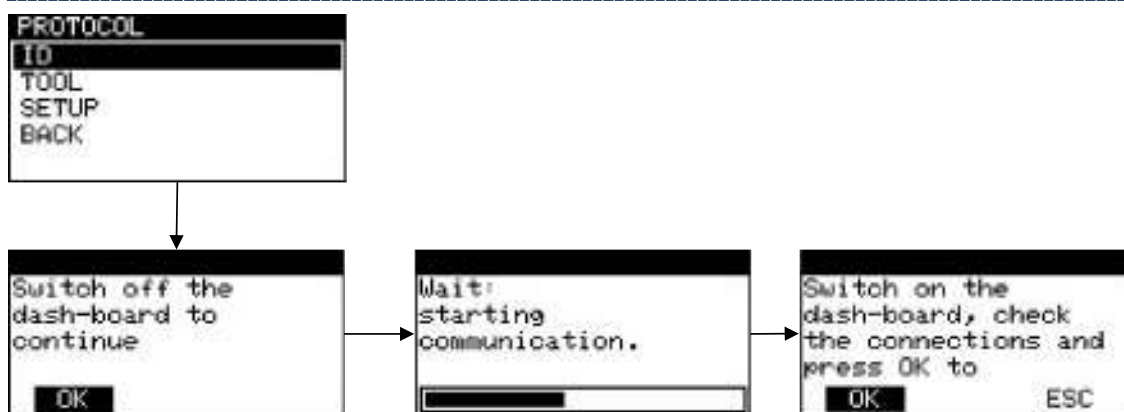 PROTOCOL
ID
TOOL
SETUP
BACK
Switch off the
dash-board to
continue
OK
Wait:
starting
communication.
Switch on the
dash-board, check
the connections and
press OK to
OK ESC